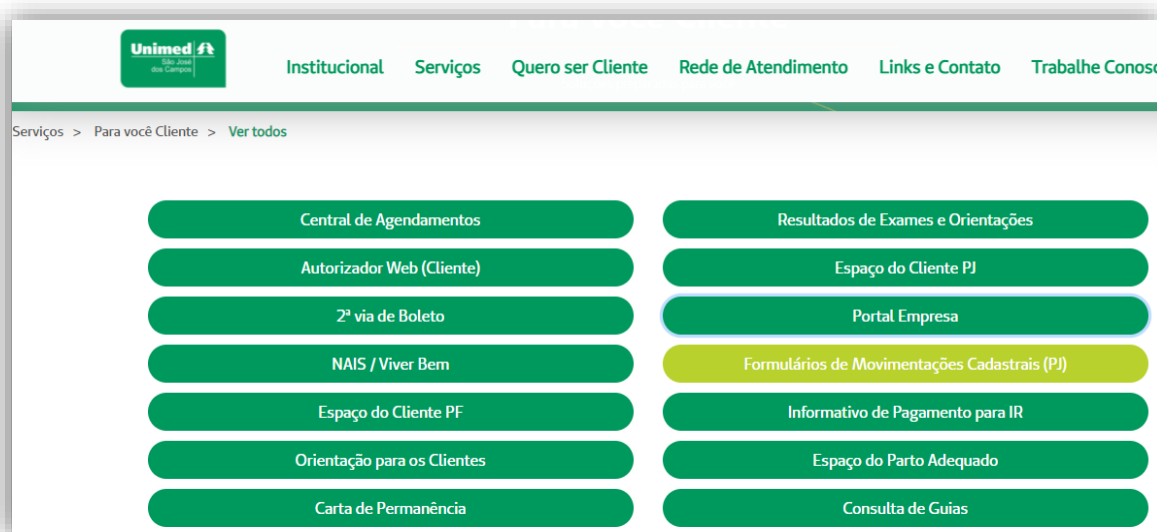 Unimed
São José
dos Campos
Institucional Serviços Quero ser Cliente Rede de Atendimento Links e Contato Trabalhe Conosc
Serviços > Para você Cliente > Ver todos
Central de Agendamentos Resultados de Exames e Orientações
Autorizador Web (Cliente) Espaço do Cliente PJ
2ª via de Boleto Portal Empresa
NAIS / Viver Bem Formulários de Movimentações Cadastrais (PJ)
Espaço do Cliente PF Informativo de Pagamento para IR
Orientação para os Clientes Espaço do Parto Adequado
Carta de Permanência Consulta de Guias